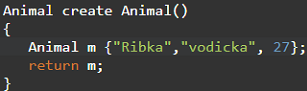 Animal create Animal()
{
Animal m {"Ribka","vodicka", 27};
return m;
}